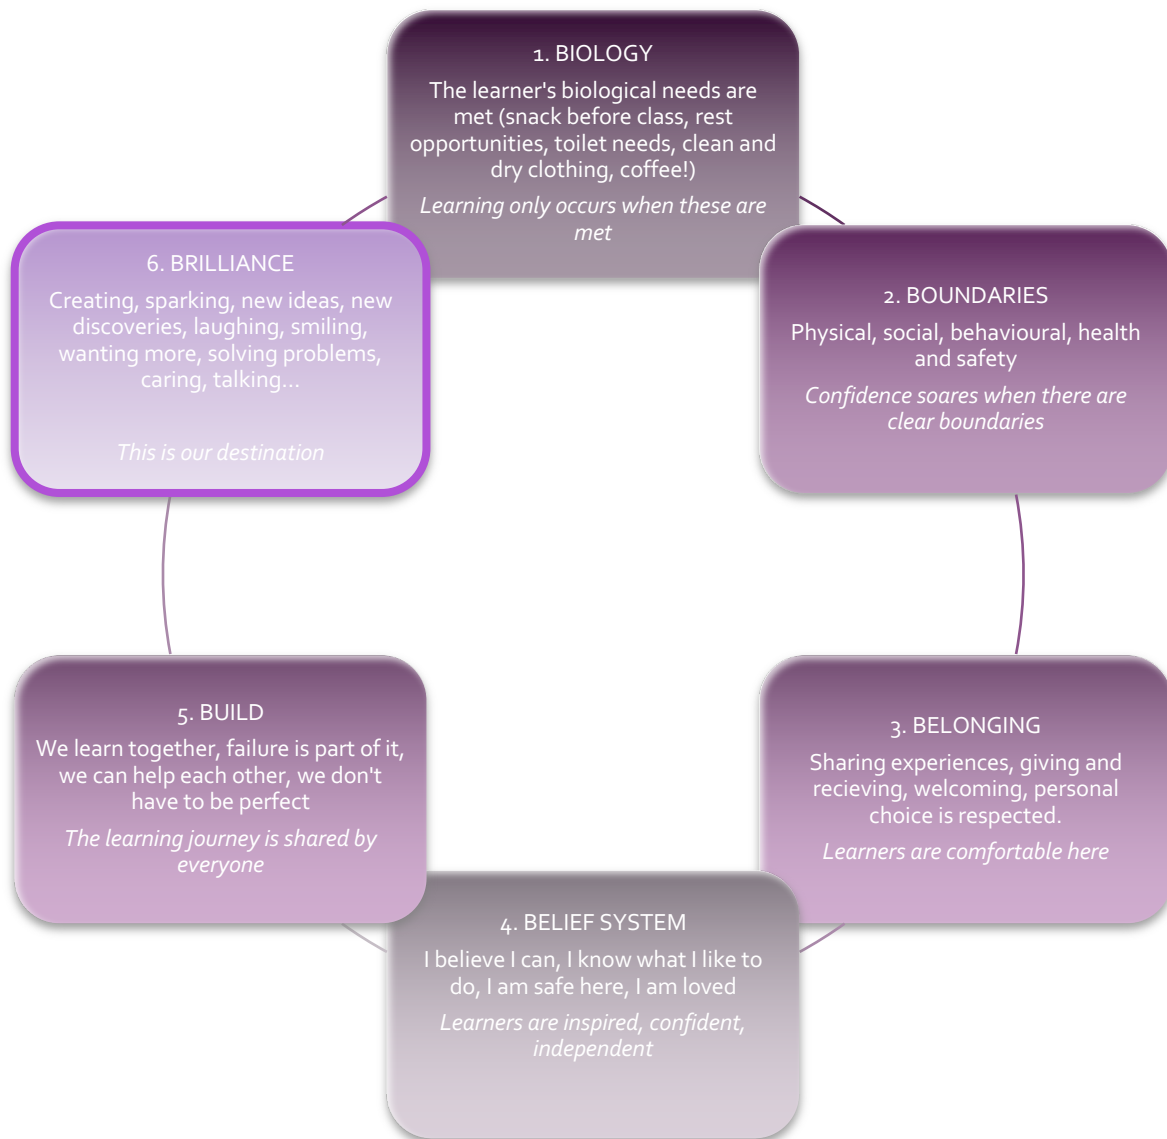 1. BIOLOGY
The learner's biological needs are
met (snack before class, rest
opportunities, toilet needs, clean and
dry clothing, coffee!)
Learning only occurs when these are
met
2. BOUNDARIES
Physical, social, behavioural, health
and safety
Confidence soares when there are
clear boundaries
3. BELONGING
Sharing experiences, giving and
recieving, welcoming, personal
choice is respected.
Learners are comfortable here
4. BELIEF SYSTEM
I believe I can, I know what I like to
do, I am safe here, I am loved
Learners are inspired, confident,
independent
5. BUILD
We learn together, failure is part of it,
we can help each other, we don't
have to be perfect
The learning journey is shared by
everyone
6. BRILLIANCE
Creating, sparking, new ideas, new
discoveries, laughing, smiling,
wanting more, solving problems,
caring, talking...
This is our destination